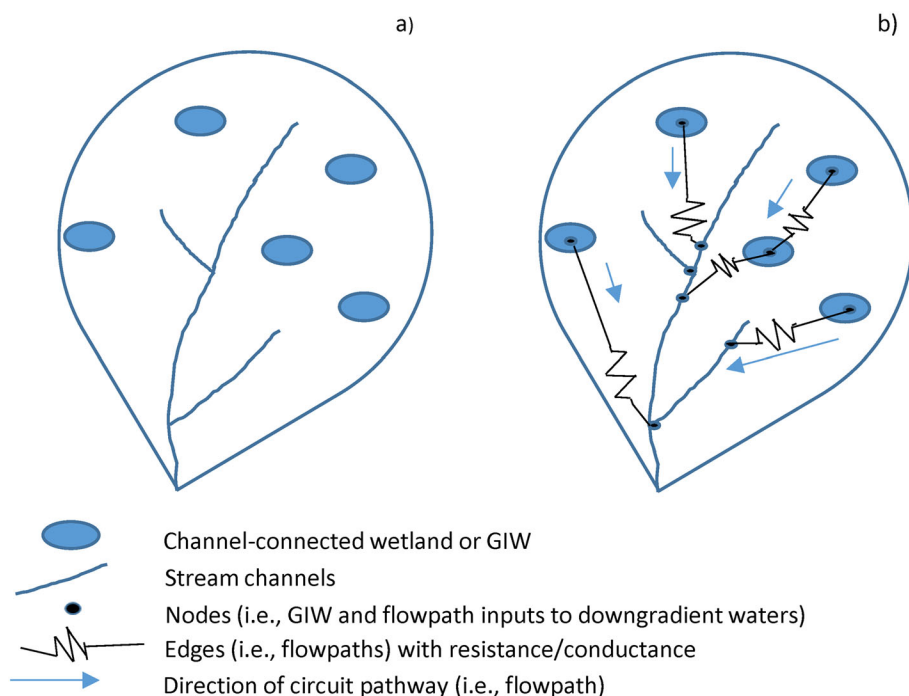 a)
b)
Channel-connected wetland or GIW
Stream channels
Nodes (i.e., GIW and flowpath inputs to downgradient waters)
Edges (i.e., flowpaths) with resistance/conductance
Direction of circuit pathway (i.e., flowpath)